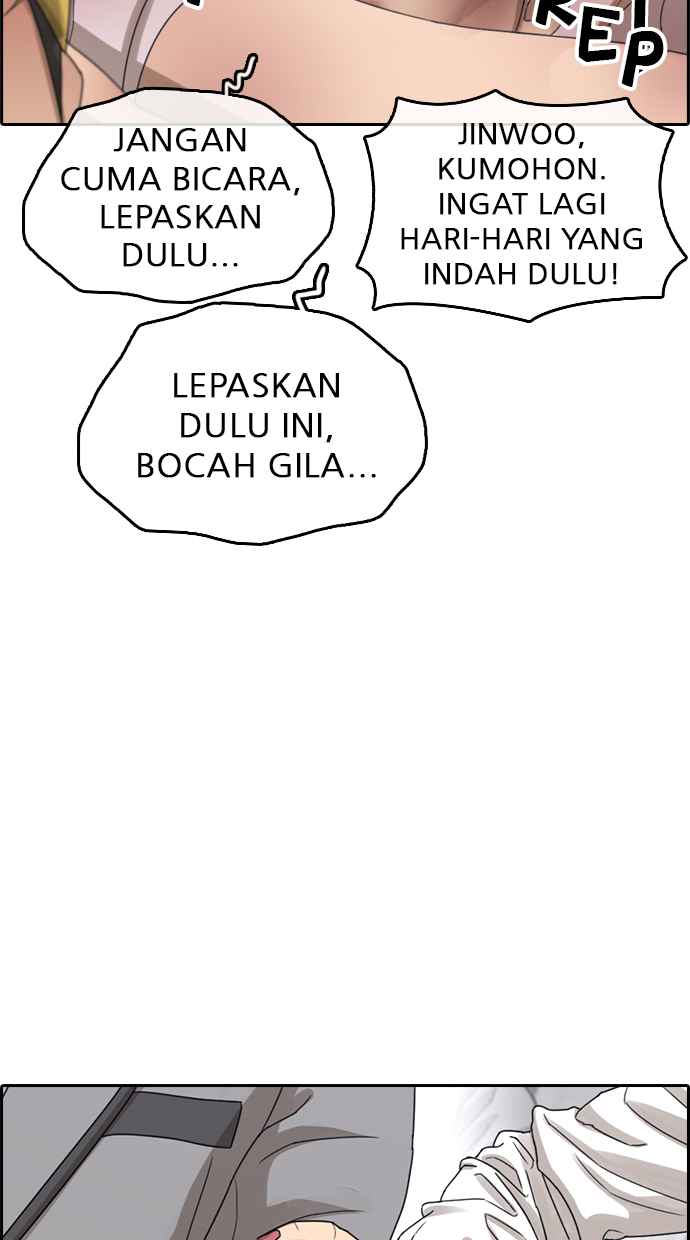 REP
JANGAN
CUMA BICARA,
LEPASKAN
DULU...
JINWOO,
KUMOHON.
INGAT LAGI
HARI-HARI YANG
INDAH DULU!
LEPASKAN
DULU INI,
BOCAH GILA...